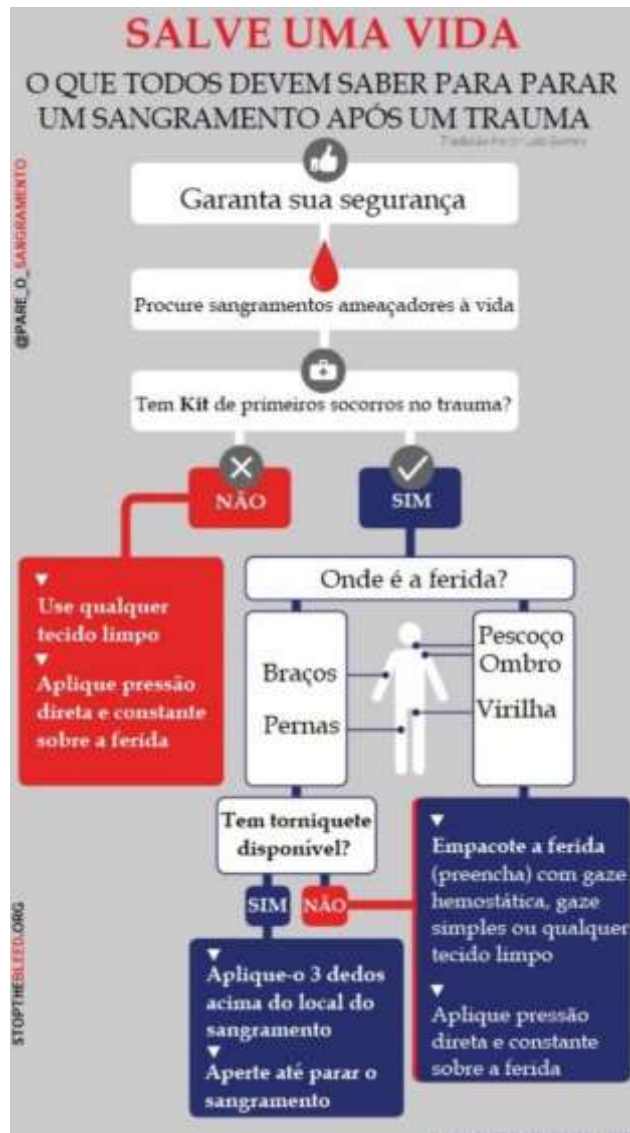 SALVE UMA VIDA
O QUE TODOS DEVEM SABER PARA PARAR
UM SANGRAMENTO APÓS UM TRAUMA
@PARE_O_SANGRAMENTO
Garanta sua segurança
Procure sangramentos ameaçadores à vida
Tem Kit de primeiros socorros no trauma?
NÃO
SIM
Use qualquer
tecido limpo
Aplique pressão
direta e constante
sobre a ferida
Onde é a ferida?
Braços
Pernas
Pescoço
Ombro
Virilha
Tem torniquete
disponível?
SIM
NÃO
Aplique-o 3 dedos
acima do local do
sangramento
Aperte até parar o
sangramento
Empacote a ferida
(preencha) com gaze
hemostática, gaze
simples ou qualquer
tecido limpo
Aplique pressão
direta e constante
sobre a ferida
STOPTHEBLEED.ORG